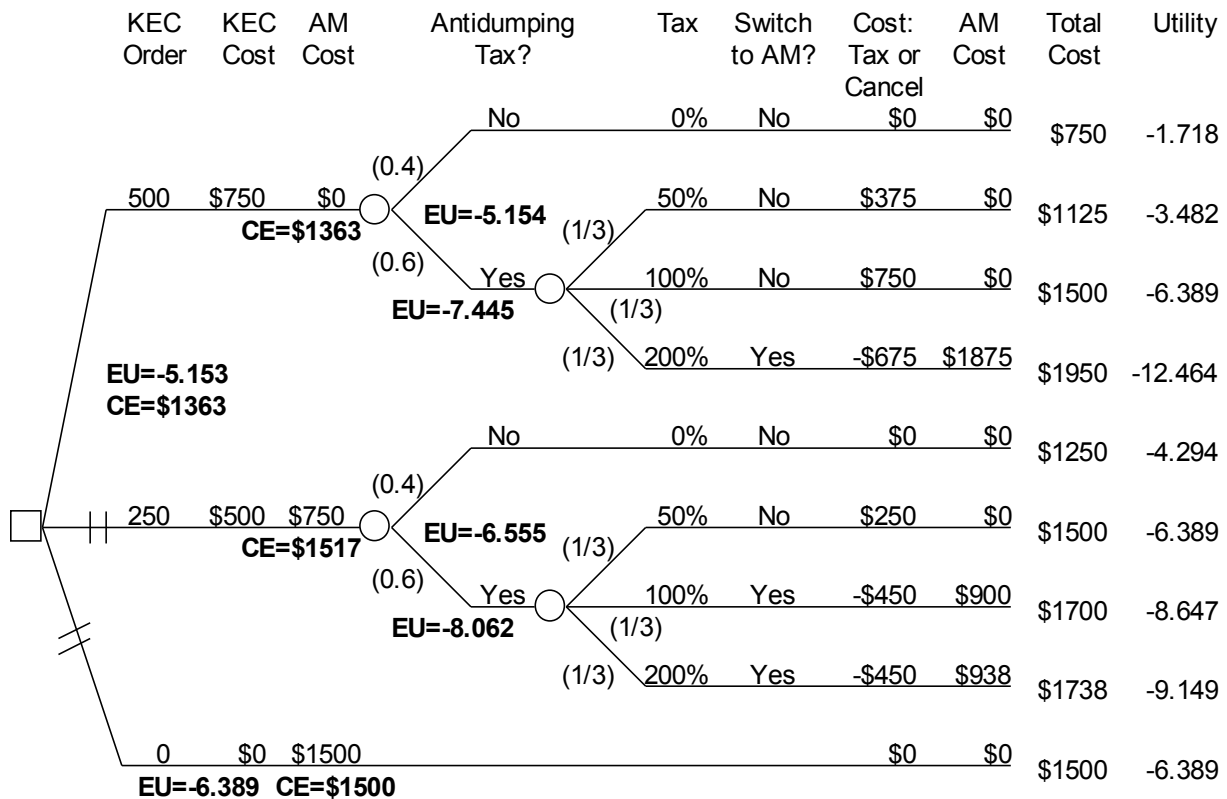 KEC KEC AM Antidumping Tax Switch Cost: AM Total Utility
Order Cost Cost Tax? to AM? Tax or Cost Cost
Cancel
No 0% No $0 $0 $750 -1.718
(0.4)
500 $750 $0 50% No $375 $0 $1125 -3.482
CE=$1363 EU=-5.154 (1/3)
(0.6) Yes 100% No $750 $0 $1500 -6.389
EU=-7.445 (1/3)
(1/3) 200% Yes -$675 $1875 $1950 -12.464
EU=-5.153
CE=$1363
No 0% No $0 $0 $1250 -4.294
(0.4)
250 $500 $750 50% No $250 $0 $1500 -6.389
CE=$1517 EU=-6.555 (1/3)
(0.6) Yes 100% Yes -$450 $900 $1700 -8.647
EU=-8.062 (1/3)
(1/3) 200% Yes -$450 $938 $1738 -9.149
0 $0 $1500 $0 $0 $1500 -6.389
EU=-6.389 CE=$1500